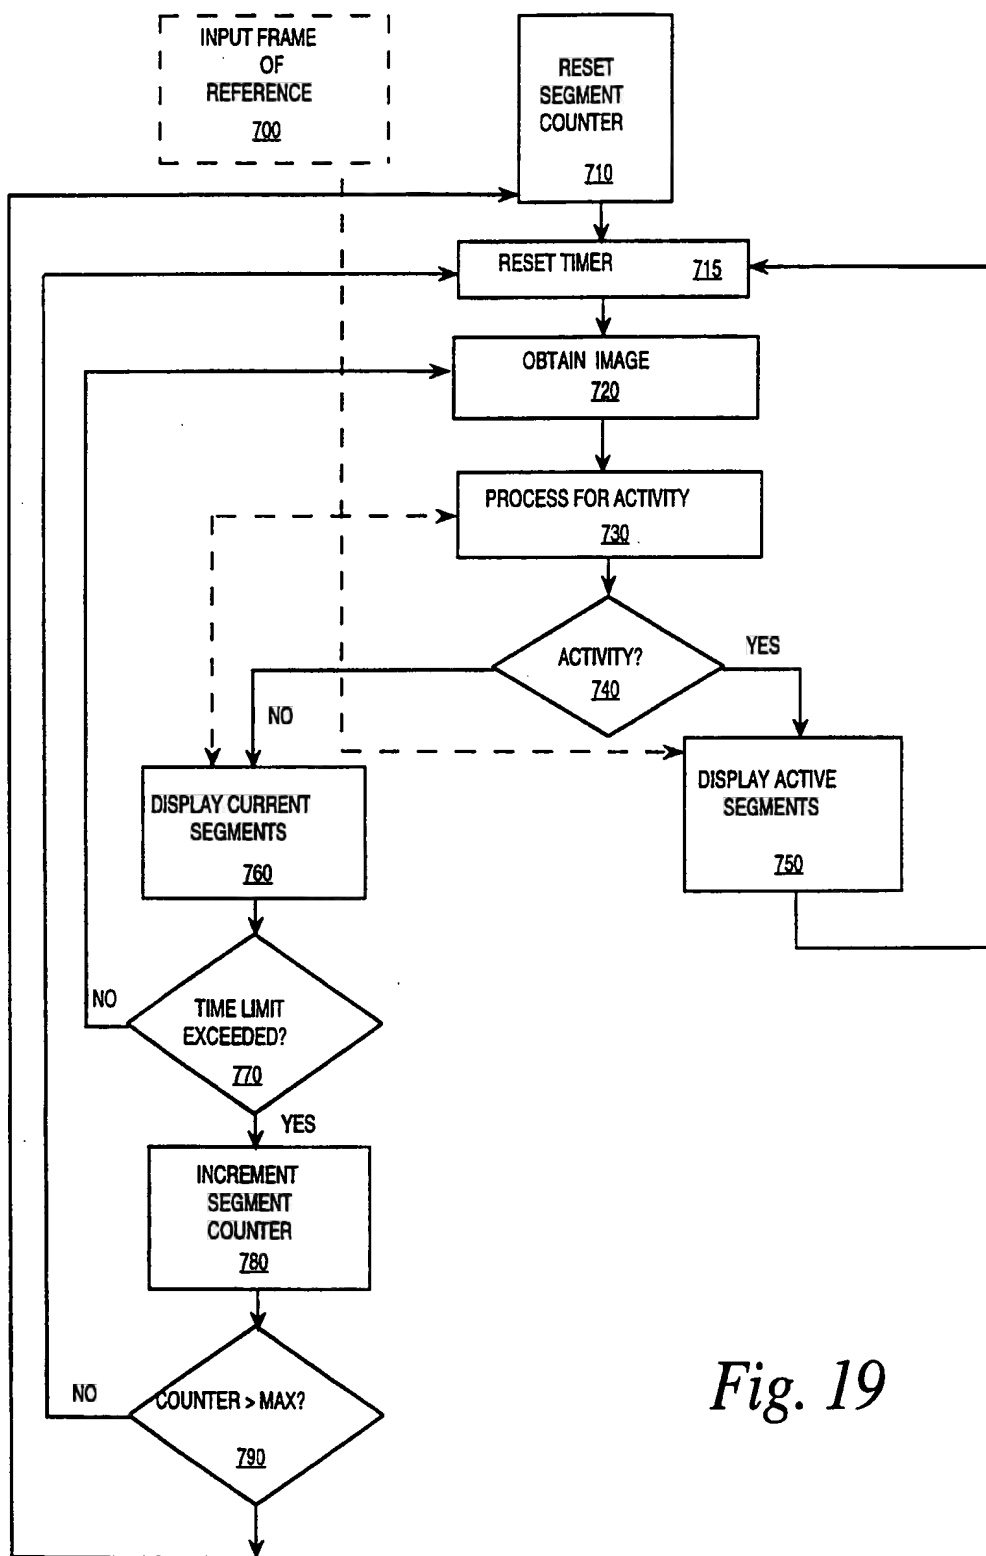 INPUT FRAME
OF
REFERENCE
700
RESET
SEGMENT
COUNTER
710
RESET TIMER 715
OBTAIN IMAGE
720
PROCESS FOR ACTIVITY
730
ACTIVITY?
740
YES
NO
DISPLAY CURRENT
SEGMENTS
760
DISPLAY ACTIVE
SEGMENTS
750
NO
TIME LIMIT
EXCEEDED?
770
YES
INCREMENT
SEGMENT
COUNTER
780
NO
COUNTER > MAX?
790
Fig. 19